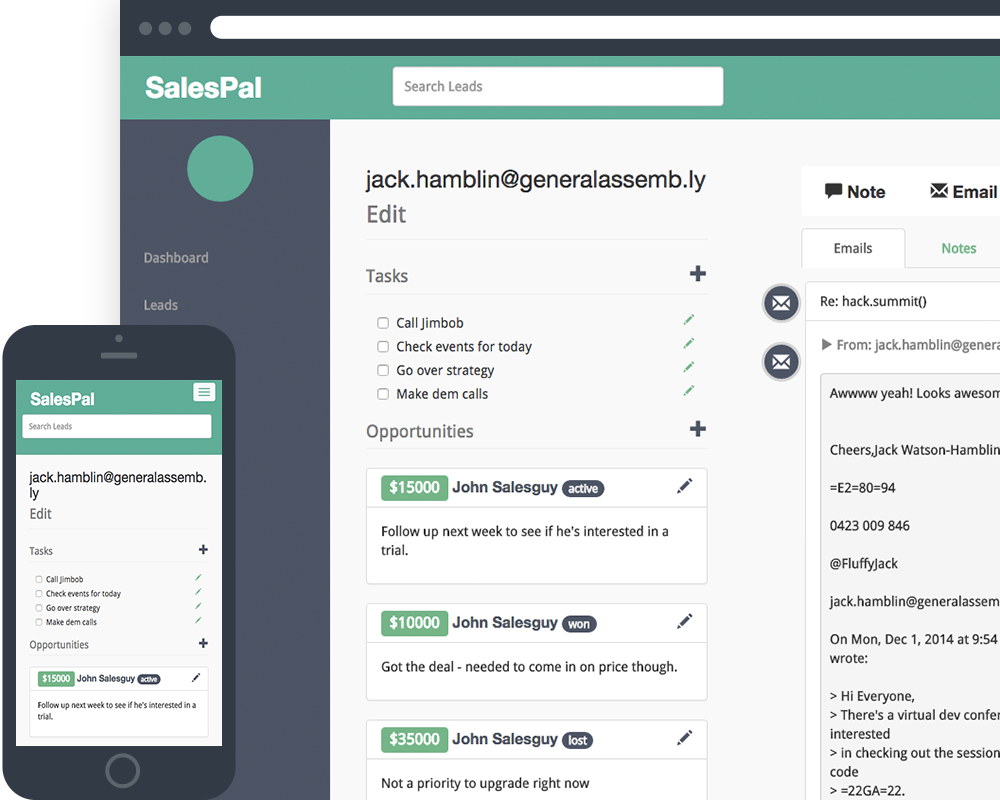 SalesPal
Search Leads
Dashboard
Leads
jack.hamblin@generalassemb.ly
Edit
Tasks
Call Jimbob
Check events for today
Go over strategy
Make dem calls
Opportunities
$15000 John Salesguy active
Follow up next week to see if he's interested in a
trial.
$10000 John Salesguy won
Got the deal - needed to come in on price though.
$35000 John Salesguy lost
Not a priority to upgrade right now
Note
Email
Emails
Notes
Re: hack.summit()
From: jack.hamblin@genera
Awwww yeah! Looks awesom
Cheers,Jack Watson-Hamblin
=E2=80=94
0423 009 846
@FluffyJack
jack.hamblin@generalassem
On Mon, Dec 1, 2014 at 9:54
wrote:
> Hi Everyone,
> There's a virtual dev confer
interested
> in checking out the session
code
> =22GA=22.
SalesPal
Search Leads
jack.hamblin@generalassemb.
ly
Edit
Tasks
Call Jimbob
Check events for today
Go over strategy
Make dem calls
Opportunities
$15000 John Salesguy active
Follow up next week to see if he's interested in a
trial.